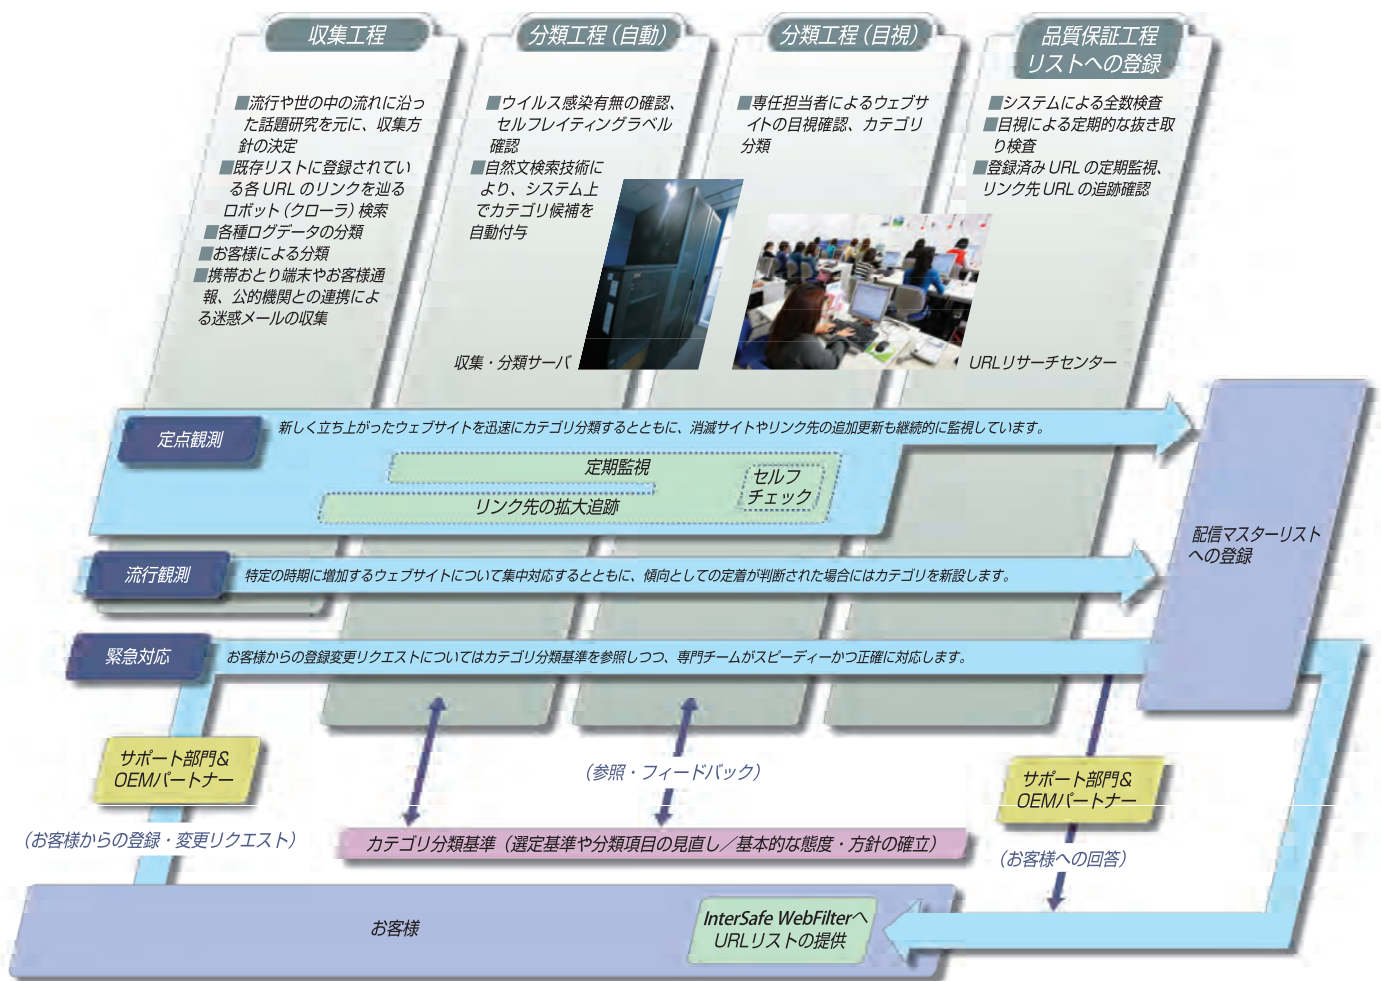 収集工程
■流行や世の中の流れに沿っ
た話題研究を元に、収集方
針の決定
■既存リストに登録されてい
る各 URL のリンクを辿る
ロボット（クローラ）検索
■各種ログデータの分類
■お客様による分類
■携帯おとり端末やお客様通
報、公的機関との連携によ
る迷惑メールの収集
分類工程（自動）
■ウイルス感染有無の確認、
セルフレイティングラベル
確認
■自然文検索技術に
より、システム上
でカテゴリ候補を
自動付与
収集・分類サーバ
分類工程（目視）
■専任担当者によるウェブサ
イトの目視確認、カテゴリ
分類
品質保証工程
リストへの登録
■システムによる全数検査
■目視による定期的な抜き取
り検査
■登録済み URL の定期監視、
リンク先 URL の追跡確認
URLリサーチセンター
定点観測
新しく立ち上がったウェブサイトを迅速にカテゴリ分類するとともに、消滅サイトやリンク先の追加更新も継続的に監視しています。
定期監視
セルフ
チェック
リンク先の拡大追跡
配信マスターリスト
への登録
流行観測
特定の時期に増加するウェブサイトについて集中対応するとともに、傾向としての定着が判断された場合にはカテゴリを新設します。
緊急対応
お客様からの登録変更リクエストについてはカテゴリ分類基準を参照しつつ、専門チームがスピーディーかつ正確に対応します。
サポート部門&
OEMパートナー
（参照・フィードバック）
サポート部門&
OEMパートナー
（お客様からの登録・変更リクエスト）
カテゴリ分類基準（選定基準や分類項目の見直し／基本的な態度・方針の確立）
（お客様への回答）
お客様
InterSafe WebFilterへ
URLリストの提供